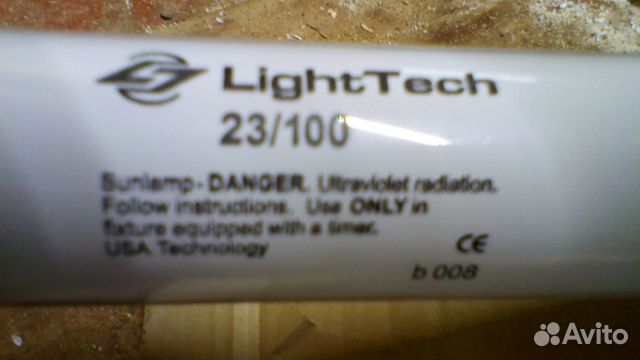 LightTech
23/100
Sunlamp-DANGER. Ultraviolet radiation.
Follow instructions. Use ONLY in
fixture equipped with a timer.
USA Technology
CE
b 008
Avito